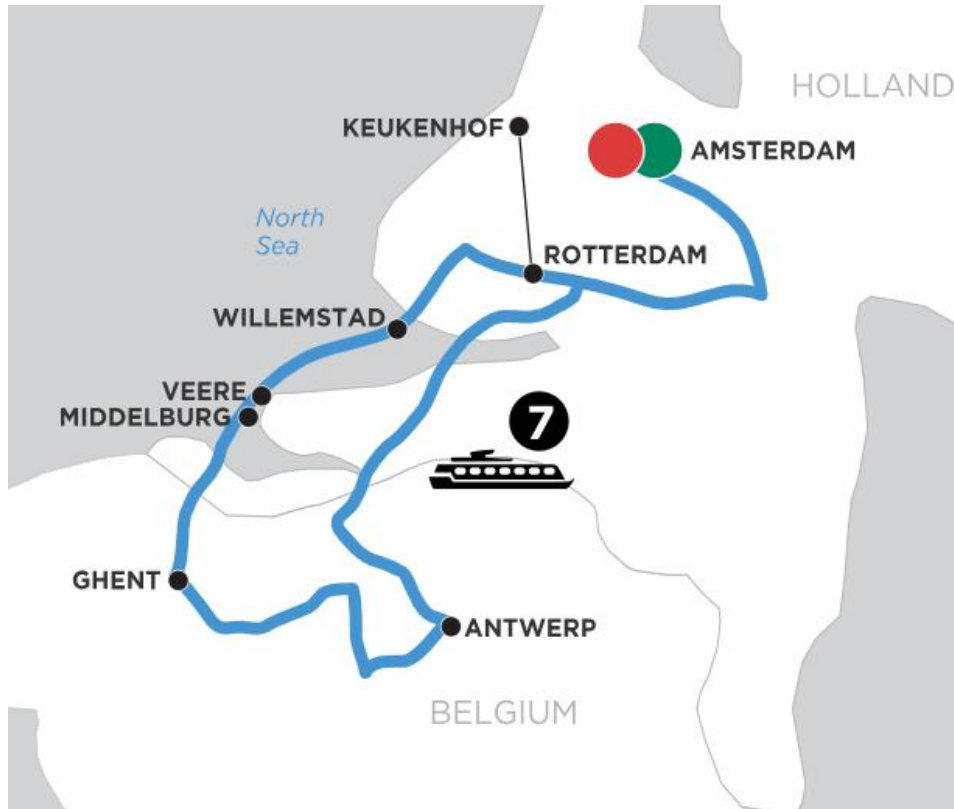 HOLLAND
KEUKENHOF
AMSTERDAM
North
Sea
ROTTERDAM
WILLEMSTAD
VEERE
MIDDELBURG
7
GHENT
ANTWERP
BELGIUM